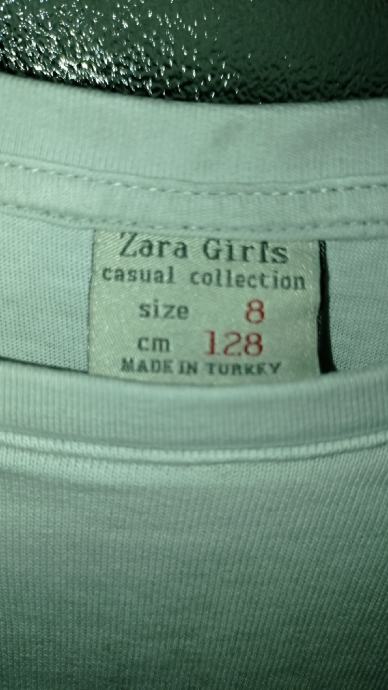 Zara Girls
casual collection
size 8
cm 128
MADE IN TURKEY